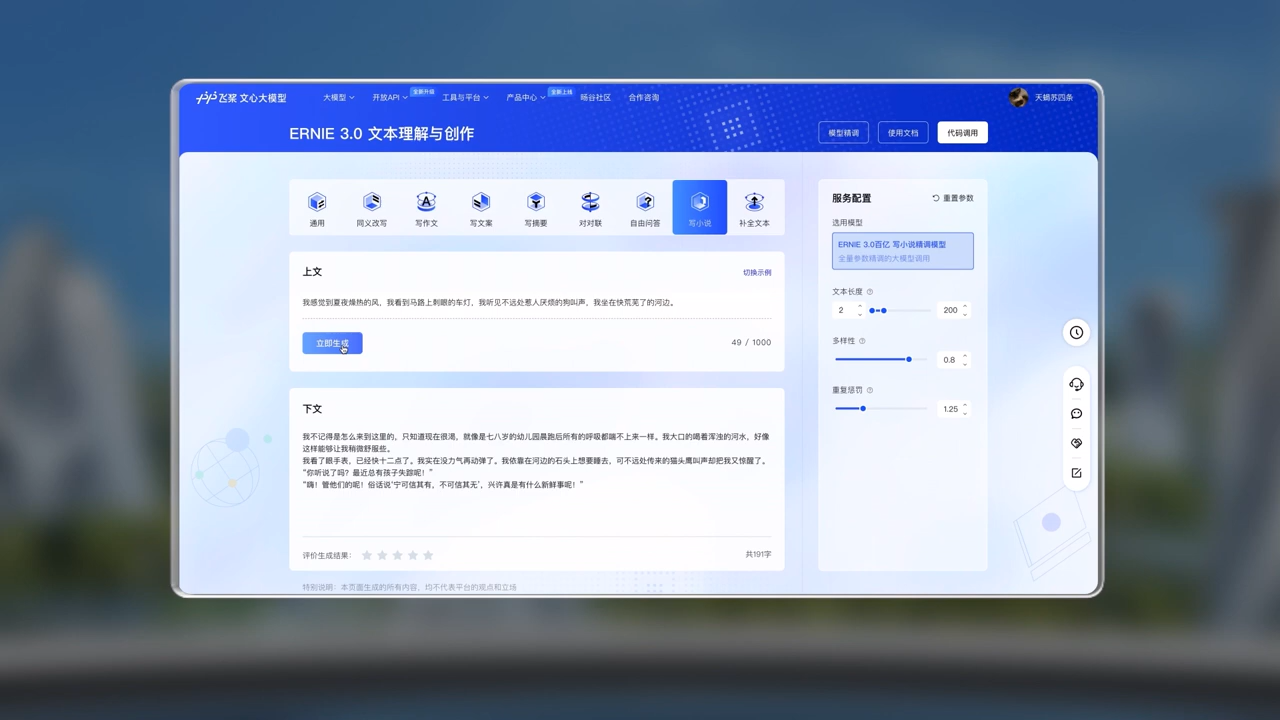 飞桨 文心大模型
大模型
开放API
全新升级
工具与平台
产品中心
全新上线
旸谷社区
合作咨询
天蝎苏四条
ERNIE 3.0 文本理解与创作
模型精调
使用文档
代码调用
通用
同义改写
写作文
写文案
写摘要
对对联
自由问答
写小说
补全文本
上文
切换示例
我感觉到夏夜燥热的风，我看到马路上刺眼的车灯，我听见不远处惹人厌烦的狗叫声，我坐在快荒芜了的河边。
立即生成
49 / 1000
下文
我不记得是怎么来到这里的，只知道现在很渴，就像是七八岁的幼儿园晨跑后所有的呼吸都喘不上来一样。我大口的喝着浑浊的河水，好像
这样能够让我稍微舒服些。
我看了眼手表，已经快十二点了。我实在没力气再动弹了。我依靠在河边的石头上想要睡去，可不远处传来的猫头鹰叫声却把我又惊醒了。
“你听说了吗？最近总有孩子失踪呢！”
“嗨！管他们的呢！俗话说‘宁可信其有，不可信其无’，兴许真是有什么新鲜事呢！”
评价生成结果：
共191字
特别说明：本页面生成的所有内容，均不代表平台的观点和立场
服务配置
重置参数
选用模型
ERNIE 3.0百亿 写小说精调模型
全量参数精调的大模型调用
文本长度
2
200
多样性
0.8
重复惩罚
1.25